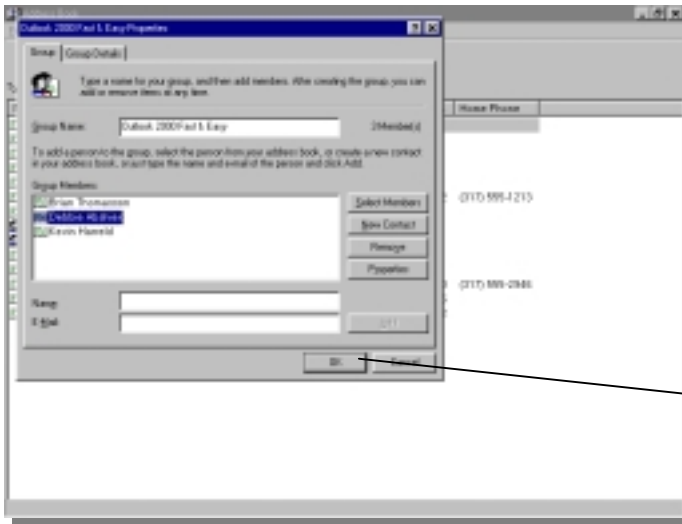 Address Book
Outlook 2000 Fast & Easy Properties
Group
Group Details
Type a name for your group, and then add members. After creating the group, you can
add or remove items at any time.
Home Phone
Group Name:
Outlook 2000 Fast & Easy
3 Member(s)
To add a person to the group, select the person from your address book, or create a new contact
in your address book, or just type the name and e-mail of the person and click Add.
Group Members:
Brian Thomasson
Select Members
(317) 555-1213
Debbie
New Contact
Kevin Harreld
Remove
Properties
Name:
E-Mail:
Add
OK
Cancel